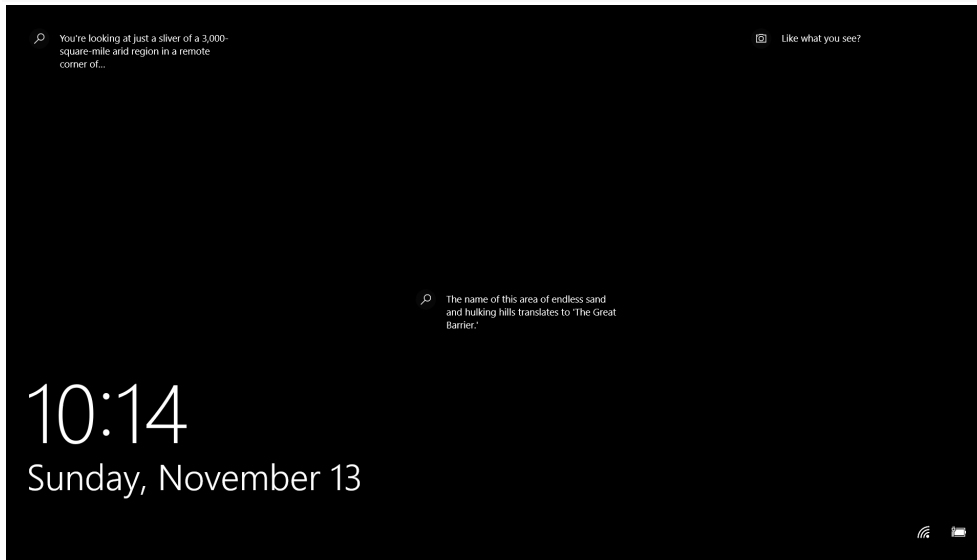 You're looking at just a sliver of a 3,000-
square-mile arid region in a remote
corner of...
Like what you see?
The name of this area of endless sand
and hulking hills translates to 'The Great
Barrier.'
10:14
Sunday, November 13